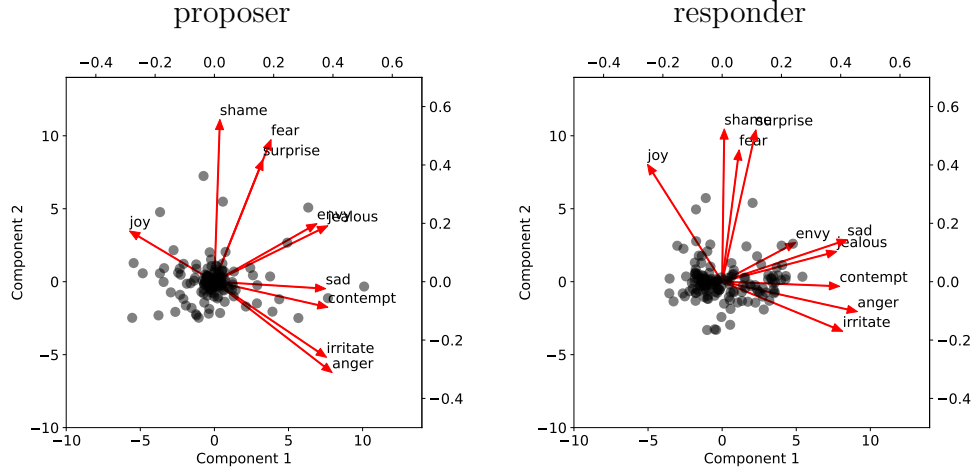 proposer
−0.4 −0.2 0.0 0.2 0.4 0.6
Component 2
10
5
0
−5
−10
0.6
0.4
0.2
0.0
−0.2
−0.4
shame
fear
surprise
joy
envy
jealous
sad
contempt
irritate
anger
−10 −5 0 5 10
Component 1
responder
−0.4 −0.2 0.0 0.2 0.4 0.6
Component 2
10
5
0
−5
−10
0.6
0.4
0.2
0.0
−0.2
−0.4
shame
surprise
fear
joy
envy
sad
jealous
contempt
anger
irritate
−10 −5 0 5 10
Component 1